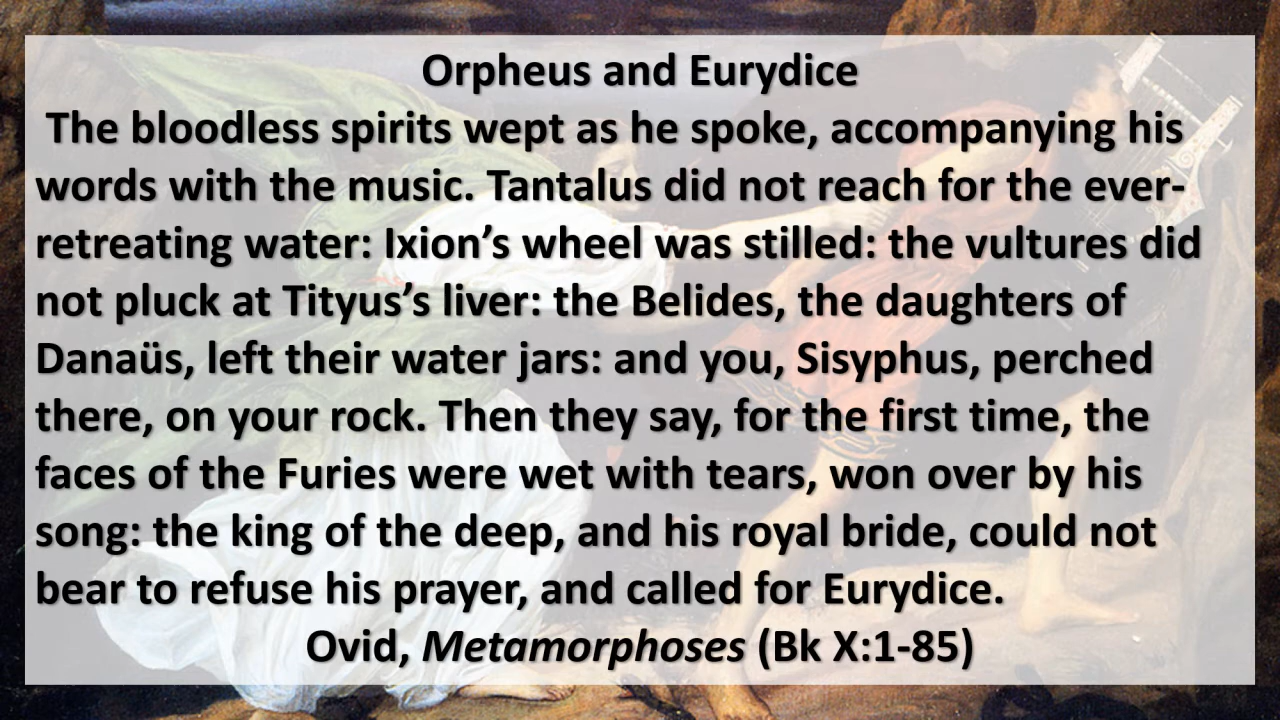 Orpheus and Eurydice
The bloodless spirits wept as he spoke, accompanying his
words with the music. Tantalus did not reach for the ever-
retreating water: Ixion’s wheel was stilled: the vultures did
not pluck at Tityus’s liver: the Belides, the daughters of
Danaüs, left their water jars: and you, Sisyphus, perched
there, on your rock. Then they say, for the first time, the
faces of the Furies were wet with tears, won over by his
song: the king of the deep, and his royal bride, could not
bear to refuse his prayer, and called for Eurydice.
Ovid, Metamorphoses (Bk X:1-85)